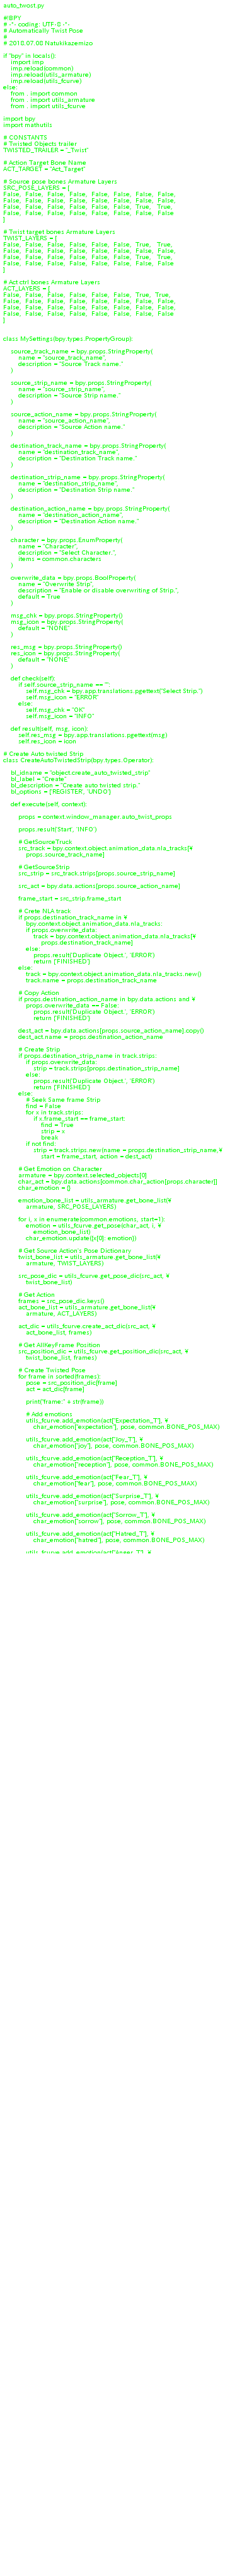 auto_twost.py

#BPY
# -*- coding: UTF-8 -*-
# Automatically Twist Pose.
#
# 2018.07.08 Natukikazemizo

if "bpy" in locals():
    import imp
    imp.reload(common)
    imp.reload(utils_armature)
    imp.reload(utils_fcurve)
else:
    from . import common
    from . import utils_armature
    from . import utils_fcurve

import bpy
import mathutils

# CONSTANTS
# Twisted Objects trailer
TWISTED_TRAILER = "_Twist"

# Action Target Bone Name
ACT_TARGET = "Act_Target"

# Source pose bones Armature Layers
SRC_POSE_LAYERS = [
False, False, False, False, False, False, False, False,
False, False, False, False, False, False, False, False,
False, False, False, False, False, False, True, True,
False, False, False, False, False, False, False, False
]

# Twist target bones Armature Layers
TWIST_LAYERS = [
False, False, False, False, False, False, True, True,
False, False, False, False, False, False, False, False,
False, False, False, False, False, False, True, True,
False, False, False, False, False, False, False, False
]

# Act ctrl bones Armature Layers
ACT_LAYERS = [
False, False, False, False, False, False, True, True,
False, False, False, False, False, False, False, False,
False, False, False, False, False, False, False, False,
False, False, False, False, False, False, False, False
]


class MySettings(bpy.types.PropertyGroup):

    source_track_name = bpy.props.StringProperty(
        name = "source_track_name",
        description = "Source Track name."
    )

    source_strip_name = bpy.props.StringProperty(
        name = "source_strip_name",
        description = "Source Strip name."
    )

    source_action_name = bpy.props.StringProperty(
        name = "source_action_name",
        description = "Source Action name."
    )

    destination_track_name = bpy.props.StringProperty(
        name = "destination_track_name",
        description = "Destination Track name."
    )

    destination_strip_name = bpy.props.StringProperty(
        name = "destination_strip_name",
        description = "Destination Strip name."
    )

    destination_action_name = bpy.props.StringProperty(
        name = "destination_action_name",
        description = "Destination Action name."
    )

    character = bpy.props.EnumProperty(
        name = "Character",
        description = "Select Character.",
        items = common.characters
    )

    overwrite_data = bpy.props.BoolProperty(
        name = "Overwrite Strip",
        description = "Enable or disable overwriting of Strip.",
        default = True
    )

    msg_chk = bpy.props.StringProperty()
    msg_icon = bpy.props.StringProperty(
        default = "NONE"
    )

    res_msg = bpy.props.StringProperty()
    res_icon = bpy.props.StringProperty(
        default = "NONE"
    )

    def check(self):
        if self.source_strip_name == "":
            self.msg_chk = bpy.app.translations.pgettext("Select Strip.")
            self.msg_icon = "ERROR"
        else:
            self.msg_chk = "OK"
            self.msg_icon = "INFO"

    def result(self, msg, icon):
        self.res_msg = bpy.app.translations.pgettext(msg)
        self.res_icon = icon

# Create Auto twisted Strip
class CreateAutoTwistedStrip(bpy.types.Operator):

    bl_idname = "object.create_auto_twisted_strip"
    bl_label = "Create"
    bl_description = "Create auto twisted strip."
    bl_options = {'REGISTER', 'UNDO'}

    def execute(self, context):

        props = context.window_manager.auto_twist_props

        props.result('Start', 'INFO')

        # GetSourceTruck
        src_track = bpy.context.object.animation_data.nla_tracks[¥
            props.source_track_name]

        # GetSourceStrip
        src_strip = src_track.strips[props.source_strip_name]

        src_act = bpy.data.actions[props.source_action_name]

        frame_start = src_strip.frame_start

        # Crete NLA track
        if props.destination_track_name in ¥
            bpy.context.object.animation_data.nla_tracks:
            if props.overwrite_data:
                track = bpy.context.object.animation_data.nla_tracks[¥
                    props.destination_track_name]
            else:
                props.result('Duplicate Object', 'ERROR')
                return {'FINISHED'}
        else:
            track = bpy.context.object.animation_data.nla_tracks.new()
            track.name = props.destination_track_name

        # Copy Action
        if props.destination_action_name in bpy.data.actions and ¥
            props.overwrite_data == False:
                props.result('Duplicate Object', 'ERROR')
                return {'FINISHED'}

        dest_act = bpy.data.actions[props.source_action_name].copy()
        dest_act.name = props.destination_action_name

        # Create Strip
        if props.destination_strip_name in track.strips:
            if props.overwrite_data:
                strip = track.strips[props.destination_strip_name]
            else:
                props.result('Duplicate Object', 'ERROR')
                return {'FINISHED'}
        else:
            # Seek Same frame Strip
            find = False
            for x in track.strips:
                if x.frame_start == frame_start:
                    find = True
                    strip = x
                    break
            if not find:
                strip = track.strips.new(name = props.destination_strip_name, ¥
                    start = frame_start, action = dest_act)

        # Get Emotion on Character
        armature = bpy.context.selected_objects[0]
        char_act = bpy.data.actions[common.char_action[props.character]]
        char_emotion = {}

        emotion_bone_list = utils_armature.get_bone_list(¥
            armature, SRC_POSE_LAYERS)

        for i, x in enumerate(common.emotions, start=1):
            emotion = utils_fcurve.get_pose(char_act, i, ¥
                emotion_bone_list)
            char_emotion.update({x[0]: emotion})

        # Get Source Action's Pose Dictionary
        twist_bone_list = utils_armature.get_bone_list(¥
            armature, TWIST_LAYERS)

        src_pose_dic = utils_fcurve.get_pose_dic(src_act, ¥
            twist_bone_list)

        # Get Action
        frames = src_pose_dic.keys()
        act_bone_list = utils_armature.get_bone_list(¥
            armature, ACT_LAYERS)

        act_dic = utils_fcurve.create_act_dic(src_act, ¥
            act_bone_list, frames)

        # Get AllKeyFrame Position
        src_position_dic = utils_fcurve.get_position_dic(src_act, ¥
            twist_bone_list, frames)

        # Create Twisted Pose
        for frame in sorted(frames):
            pose = src_position_dic[frame]
            act = act_dic[frame]

            print("frame:" + str(frame))

            # Add emotions
            utils_fcurve.add_emotion(act["Expectation_T"], ¥
                char_emotion["expectation"], pose, common.BONE_POS_MAX)

            utils_fcurve.add_emotion(act["Joy_T"], ¥
                char_emotion["joy"], pose, common.BONE_POS_MAX)

            utils_fcurve.add_emotion(act["Reception_T"], ¥
                char_emotion["reception"], pose, common.BONE_POS_MAX)

            utils_fcurve.add_emotion(act["Fear_T"], ¥
                char_emotion["fear"], pose, common.BONE_POS_MAX)

            utils_fcurve.add_emotion(act["Surprise_T"], ¥
                char_emotion["surprise"], pose, common.BONE_POS_MAX)

            utils_fcurve.add_emotion(act["Sorrow_T"], ¥
                char_emotion["sorrow"], pose, common.BONE_POS_MAX)

            utils_fcurve.add_emotion(act["Hatred_T"], ¥
                char_emotion["hatred"], pose, common.BONE_POS_MAX)

            utils_fcurve.add_emotion(act["Anger_T"], ¥